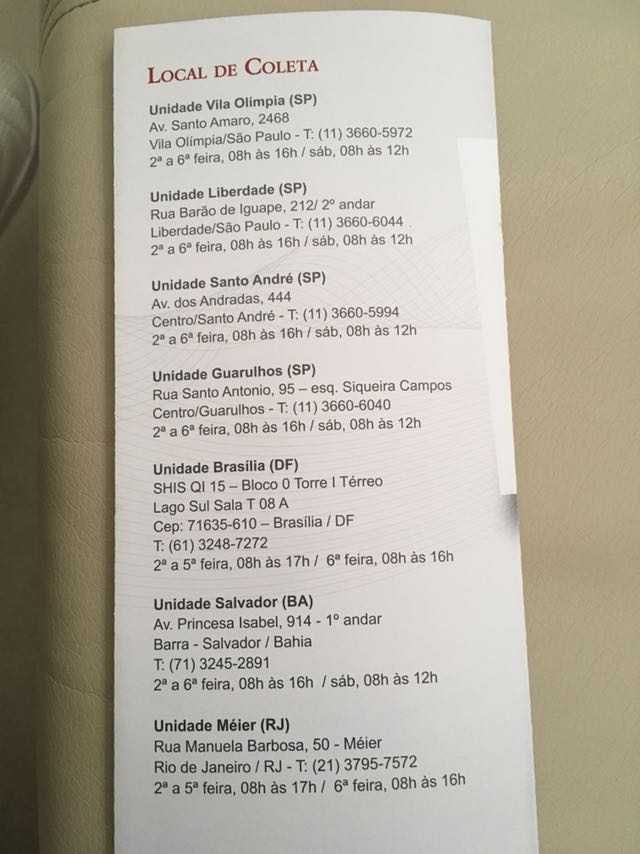 LOCAL DE COLETA
Unidade Vila Olímpia (SP)
Av. Santo Amaro, 2468
Vila Olímpia/São Paulo - T: (11) 3660-5972
2ª a 6ª feira, 08h às 16h / sáb, 08h às 12h
Unidade Liberdade (SP)
Rua Barão de Iguape, 212/ 2º andar
Liberdade/São Paulo - T: (11) 3660-6044
2ª a 6ª feira, 08h às 16h / sáb, 08h às 12h
Unidade Santo André (SP)
Av. dos Andradas, 444
Centro/Santo André - T: (11) 3660-5994
2ª a 6ª feira, 08h às 16h / sáb, 08h às 12h
Unidade Guarulhos (SP)
Rua Santo Antonio, 95 – esq. Siqueira Campos
Centro/Guarulhos - T: (11) 3660-6040
2ª a 6ª feira, 08h às 16h / sáb, 08h às 12h
Unidade Brasília (DF)
SHIS QI 15 – Bloco 0 Torre I Térreo
Lago Sul Sala T 08 A
Cep: 71635-610 – Brasília / DF
T: (61) 3248-7272
2ª a 5ª feira, 08h às 17h / 6ª feira, 08h às 16h
Unidade Salvador (BA)
Av. Princesa Isabel, 914 - 1º andar
Barra - Salvador / Bahia
T: (71) 3245-2891
2ª a 6ª feira, 08h às 16h / sáb, 08h às 12h
Unidade Méier (RJ)
Rua Manuela Barbosa, 50 - Méier
Rio de Janeiro / RJ - T: (21) 3795-7572
2ª a 5ª feira, 08h às 17h / 6ª feira, 08h às 16h